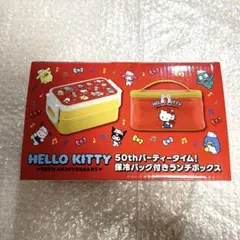 HELLO KITTY
50TH ANNIVERSARY
50thパーティータイム!
保冷バッグ付きランチボックス